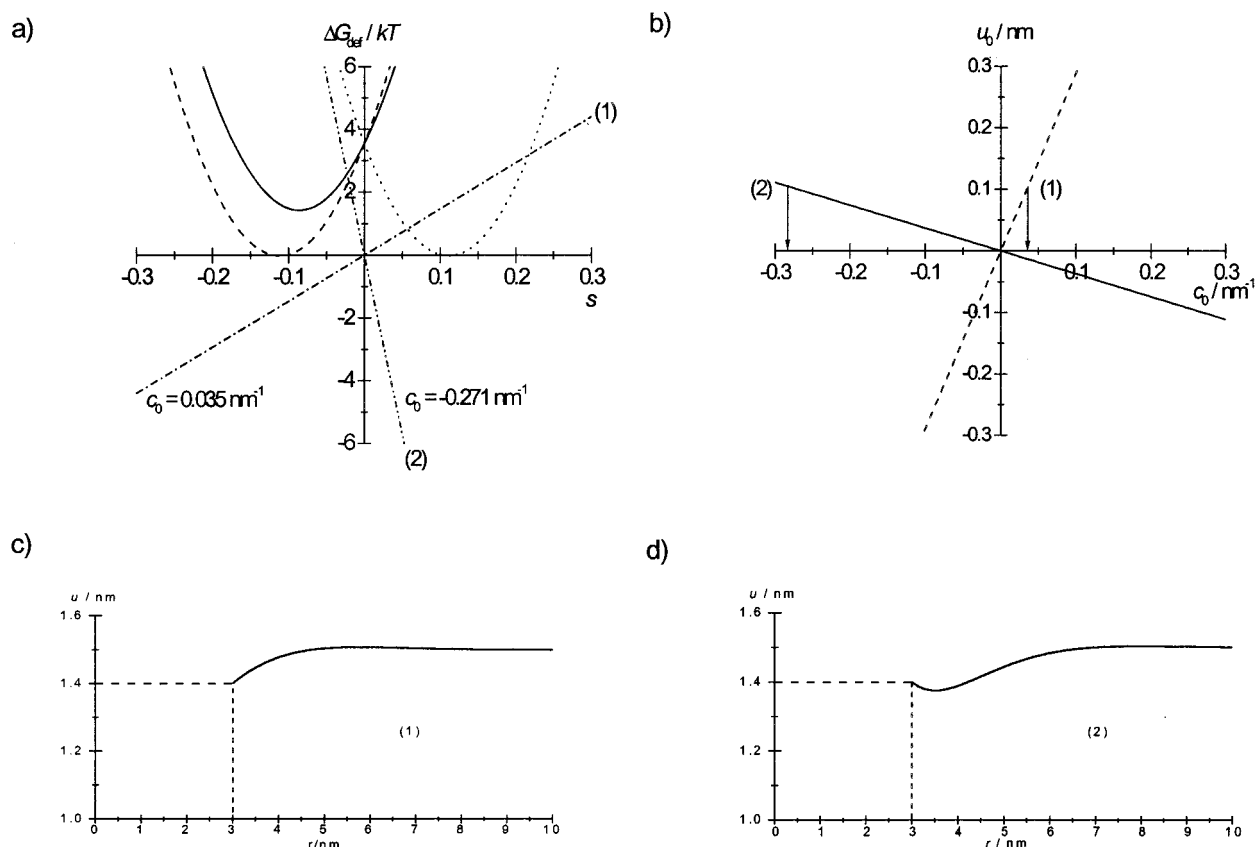 a)
ΔG_def / kT
6
4
2
-2
-4
-6
-0.3 -0.2 -0.1 0.0 0.1 0.2 0.3
s
(1)
c₀ = 0.035 nm⁻¹
c₀ = -0.271 nm⁻¹
(2)
b)
u₀ / nm
0.3
0.2
0.1
0.0
-0.1
-0.2
-0.3
-0.3 -0.2 -0.1 0.1 0.2 0.3
c₀ / nm⁻¹
(2)
(1)
c)
u / nm
1.6
1.4
1.2
1.0
0 1 2 3 4 5 6 7 8 9 10
r/nm
(1)
d)
u / nm
1.6
1.4
1.2
1.0
0 1 2 3 4 5 6 7 8 9 10
r/nm
(2)